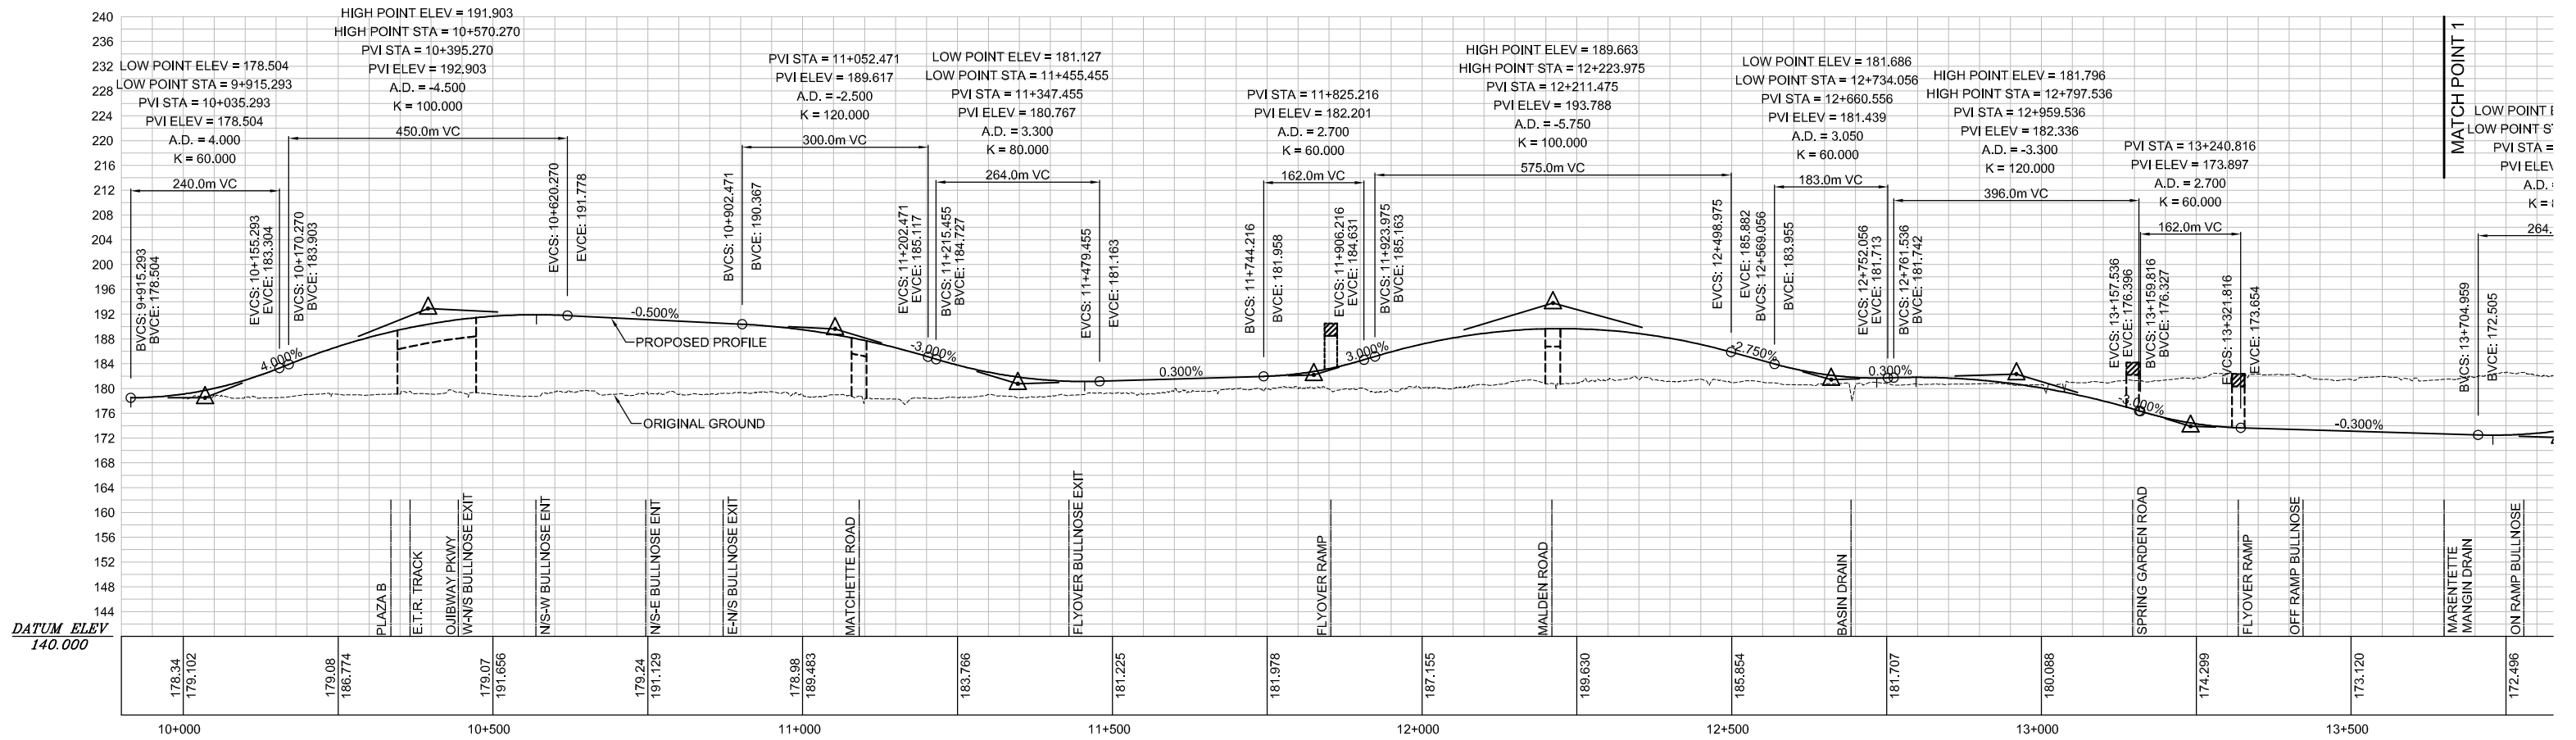 240
236
232
228
224
220
216
212
208
204
200
196
192
188
184
180
176
172
168
164
160
156
152
148
144
DATUM ELEV
140.000
LOW POINT ELEV = 178.504
LOW POINT STA = 9+915.293
PVI STA = 10+035.293
PVI ELEV = 178.504
A.D. = 4.000
K = 60.000
240.0m VC
BVCS: 9+915.293
BVCE: 178.504
EVCS: 10+155.293
EVCE: 183.304
HIGH POINT ELEV = 191.903
HIGH POINT STA = 10+570.270
PVI STA = 10+395.270
PVI ELEV = 192.903
A.D. = -4.500
K = 100.000
450.0m VC
BVCS: 10+170.270
BVCE: 183.903
EVCS: 10+620.270
EVCE: 191.778
PVI STA = 11+052.471
PVI ELEV = 189.617
A.D. = -2.500
K = 120.000
300.0m VC
BVCS: 10+902.471
BVCE: 190.367
EVCS: 11+202.471
EVCE: 185.117
LOW POINT ELEV = 181.127
LOW POINT STA = 11+455.455
PVI STA = 11+347.455
PVI ELEV = 180.767
A.D. = 3.300
K = 80.000
264.0m VC
BVCS: 11+215.455
BVCE: 184.727
EVCS: 11+479.455
EVCE: 181.163
PVI STA = 11+825.216
PVI ELEV = 182.201
A.D. = 2.700
K = 60.000
162.0m VC
BVCS: 11+744.216
BVCE: 181.958
EVCS: 11+906.216
EVCE: 184.631
HIGH POINT ELEV = 189.663
HIGH POINT STA = 12+223.975
PVI STA = 12+211.475
PVI ELEV = 193.788
A.D. = -5.750
K = 100.000
575.0m VC
BVCS: 11+923.975
BVCE: 185.163
EVCS: 12+498.975
EVCE: 185.882
LOW POINT ELEV = 181.686
LOW POINT STA = 12+734.056
PVI STA = 12+660.556
PVI ELEV = 181.439
A.D. = 3.050
K = 60.000
183.0m VC
BVCS: 12+569.056
BVCE: 183.955
EVCS: 12+752.056
EVCE: 181.713
HIGH POINT ELEV = 181.796
HIGH POINT STA = 12+797.536
PVI STA = 12+959.536
PVI ELEV = 182.336
A.D. = -3.300
K = 120.000
396.0m VC
BVCS: 12+761.536
BVCE: 181.742
EVCS: 13+157.536
EVCE: 176.396
PVI STA = 13+240.816
PVI ELEV = 173.897
A.D. = 2.700
K = 60.000
162.0m VC
BVCS: 13+159.816
BVCE: 176.327
EVCS: 13+321.816
EVCE: 173.654
MATCH POINT 1
LOW POINT
LOW POINT
PVI STA =
PVI ELEV
A.D.
K =
264.
BVCS: 13+704.959
BVCE: 172.505
4.000%
-0.500%
-3.000%
0.300%
3.000%
-2.750%
0.300%
-3.000%
-0.300%
PROPOSED PROFILE
ORIGINAL GROUND
PLAZA B
E.T.R. TRACK
OJIBWAY PKWY
W-N/S BULLNOSE EXIT
N/S-W BULLNOSE ENT
N/S-E BULLNOSE ENT
E-N/S BULLNOSE EXIT
MATCHETTE ROAD
FLYOVER BULLNOSE EXIT
FLYOVER RAMP
MALDEN ROAD
BASIN DRAIN
SPRING GARDEN ROAD
FLYOVER RAMP
OFF RAMP BULLNOSE
MARENTETTE
MANGIN DRAIN
ON RAMP BULLNOSE
178.34
179.102
179.08
186.774
179.07
191.656
179.24
191.129
178.98
189.483
183.766
181.225
181.978
187.155
189.630
185.854
181.707
180.088
174.299
173.120
172.496
10+000
10+500
11+000
11+500
12+000
12+500
13+000
13+500